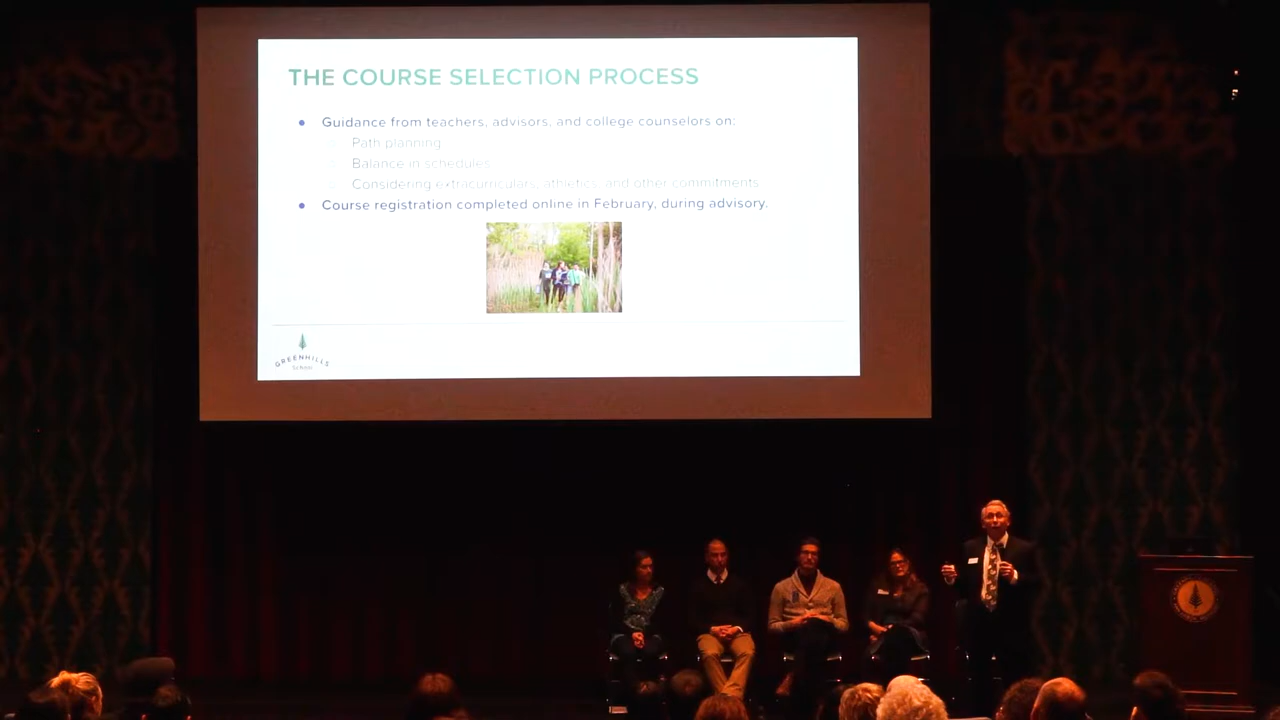 THE COURSE SELECTION PROCESS
Guidance from teachers, advisors, and college counselors on:
Path planning
Balance in schedules
Considering extracurriculars, athletics, and other commitments
Course registration completed online in February, during advisory.
GREENHILLS
School